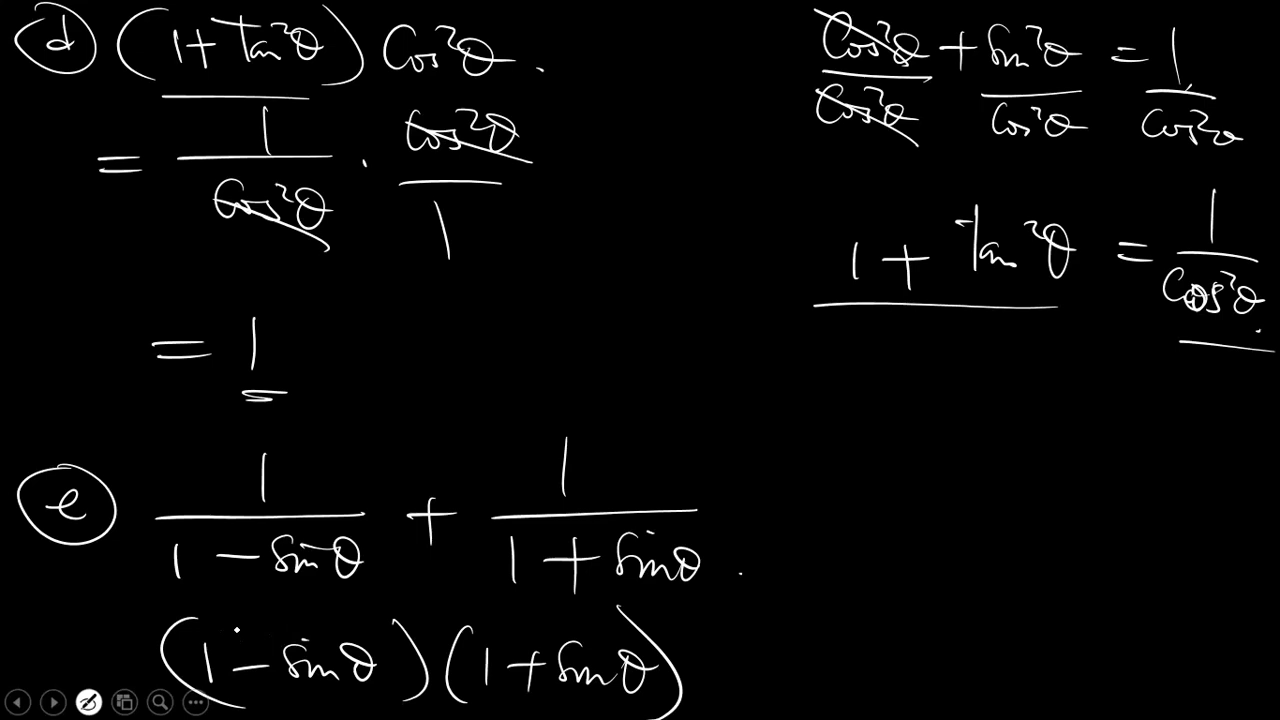 ⓓ (1 + tan²θ) cos²θ .
= 1/cos²θ · cos²θ/1
= 1
cos²θ/cos²θ + sin²θ/cos²θ = 1/cos²θ
1 + tan²θ = 1/cos²θ .
ⓔ 1/(1 - sinθ) + 1/(1 + sinθ) .
(1 - sinθ)(1 + sinθ)